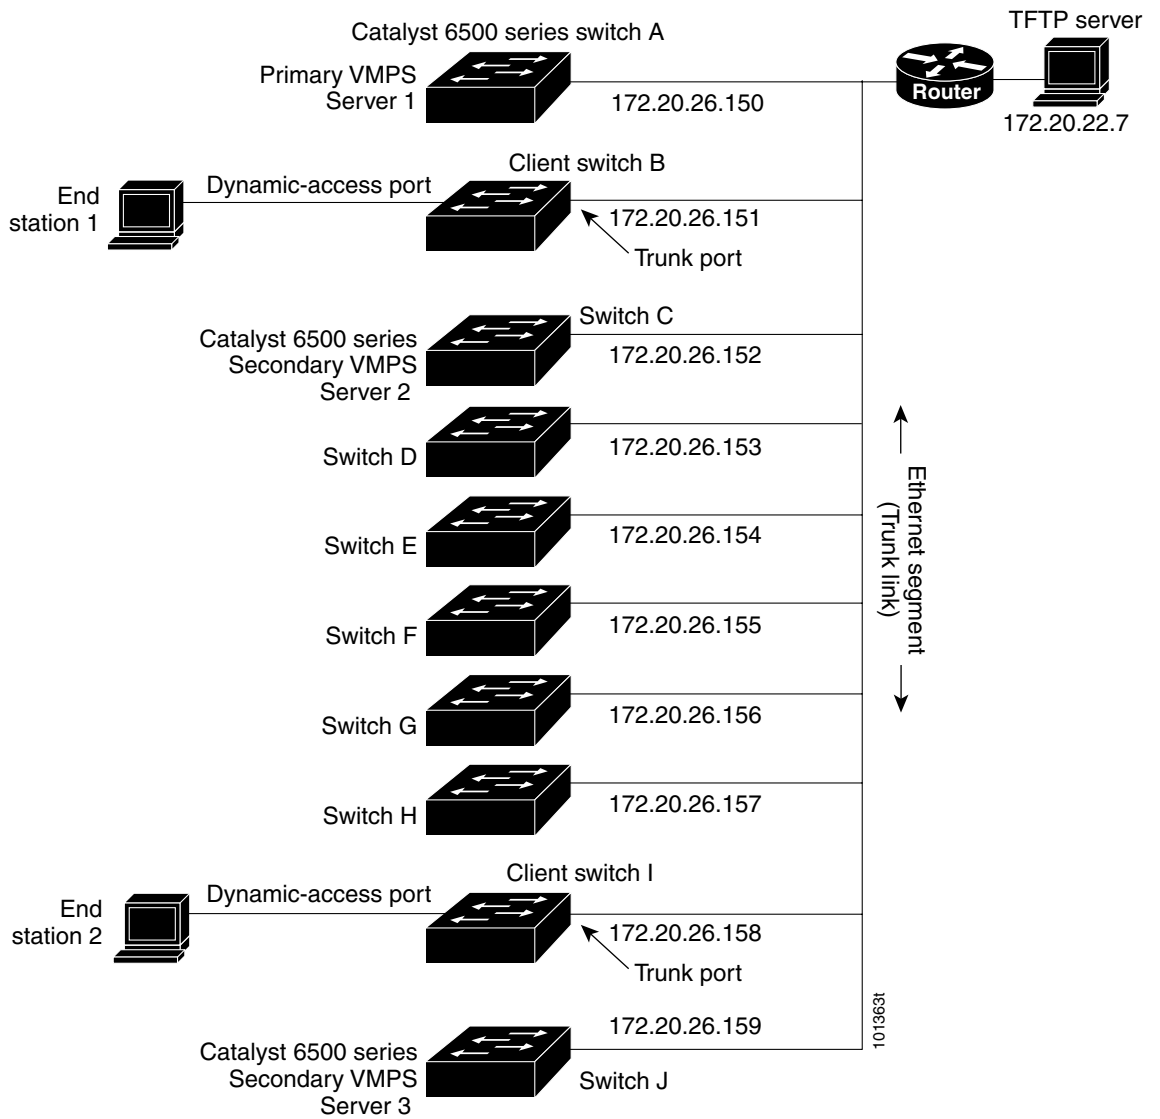 Catalyst 6500 series switch A
TFTP server
Primary VMPS
Server 1
172.20.26.150
Router
172.20.22.7
Client switch B
End
station 1
Dynamic-access port
172.20.26.151
Trunk port
Switch C
Catalyst 6500 series
Secondary VMPS
Server 2
172.20.26.152
Switch D
172.20.26.153
Switch E
172.20.26.154
Ethernet segment
(Trunk link)
Switch F
172.20.26.155
Switch G
172.20.26.156
Switch H
172.20.26.157
Client switch I
End
station 2
Dynamic-access port
172.20.26.158
Trunk port
172.20.26.159
Catalyst 6500 series
Secondary VMPS
Server 3
Switch J
101363t